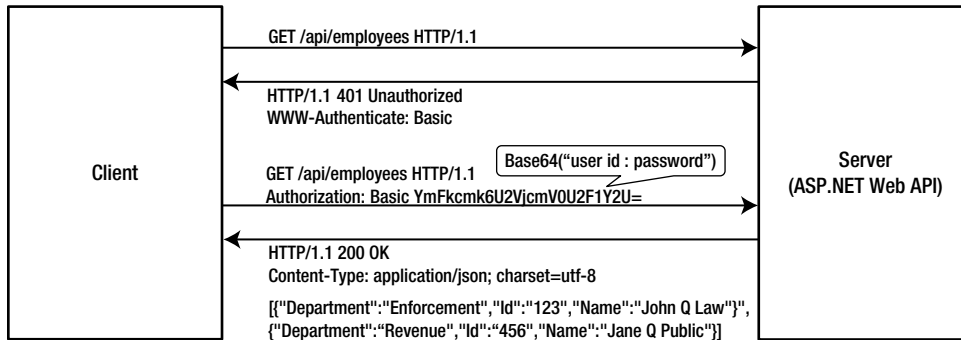 GET /api/employees HTTP/1.1
HTTP/1.1 401 Unauthorized
WWW-Authenticate: Basic
Client
Base64("user id : password")
GET /api/employees HTTP/1.1
Authorization: Basic YmFkcmk6U2VjcmV0U2F1Y2U=
Server
(ASP.NET Web API)
HTTP/1.1 200 OK
Content-Type: application/json; charset=utf-8
[{"Department":"Enforcement","Id":"123","Name":"John Q Law"}",
{"Department":“Revenue","Id":“456","Name":"Jane Q Public"}]